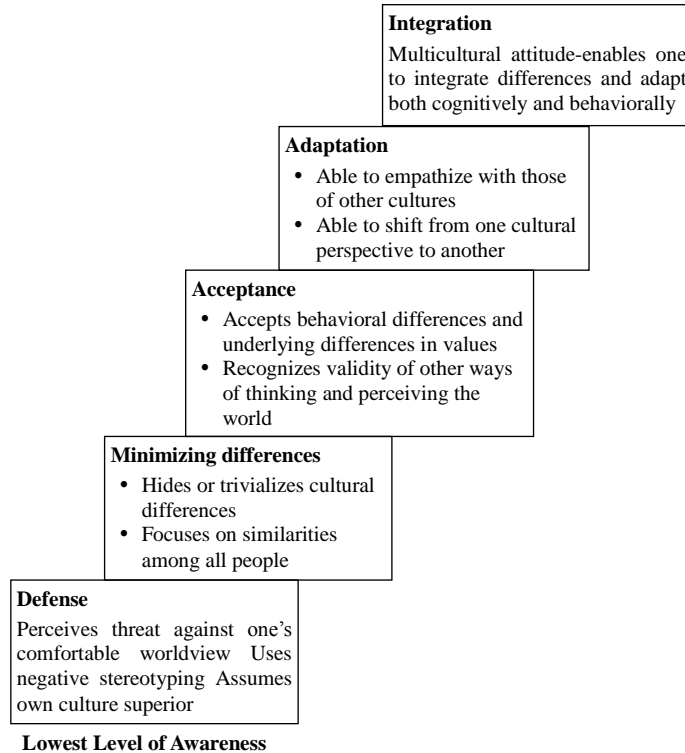 Integration
Multicultural attitude-enables one
to integrate differences and adapt
both cognitively and behaviorally
Adaptation
• Able to empathize with those
of other cultures
• Able to shift from one cultural
perspective to another
Acceptance
• Accepts behavioral differences and
underlying differences in values
• Recognizes validity of other ways
of thinking and perceiving the
world
Minimizing differences
• Hides or trivializes cultural
differences
• Focuses on similarities
among all people
Defense
Perceives threat against one’s
comfortable worldview Uses
negative stereotyping Assumes
own culture superior
Lowest Level of Awareness